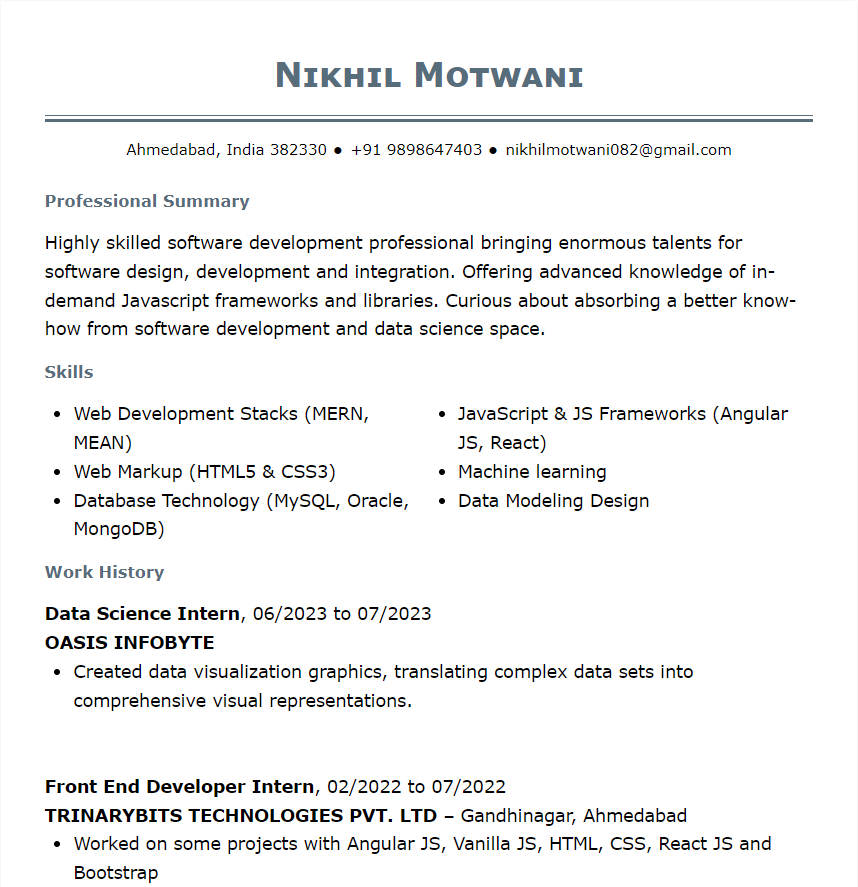 Nikhil Motwani
Ahmedabad, India 382330 ● +91 9898647403 ● nikhilmotwani082@gmail.com
Professional Summary
Highly skilled software development professional bringing enormous talents for
software design, development and integration. Offering advanced knowledge of in-
demand Javascript frameworks and libraries. Curious about absorbing a better know-
how from software development and data science space.
Skills
• Web Development Stacks (MERN,
MEAN)
• Web Markup (HTML5 & CSS3)
• Database Technology (MySQL, Oracle,
MongoDB)
• JavaScript & JS Frameworks (Angular
JS, React)
• Machine learning
• Data Modeling Design
Work History
Data Science Intern, 06/2023 to 07/2023
OASIS INFOBYTE
• Created data visualization graphics, translating complex data sets into
comprehensive visual representations.
Front End Developer Intern, 02/2022 to 07/2022
TRINARYBITS TECHNOLOGIES PVT. LTD – Gandhinagar, Ahmedabad
• Worked on some projects with Angular JS, Vanilla JS, HTML, CSS, React JS and
Bootstrap